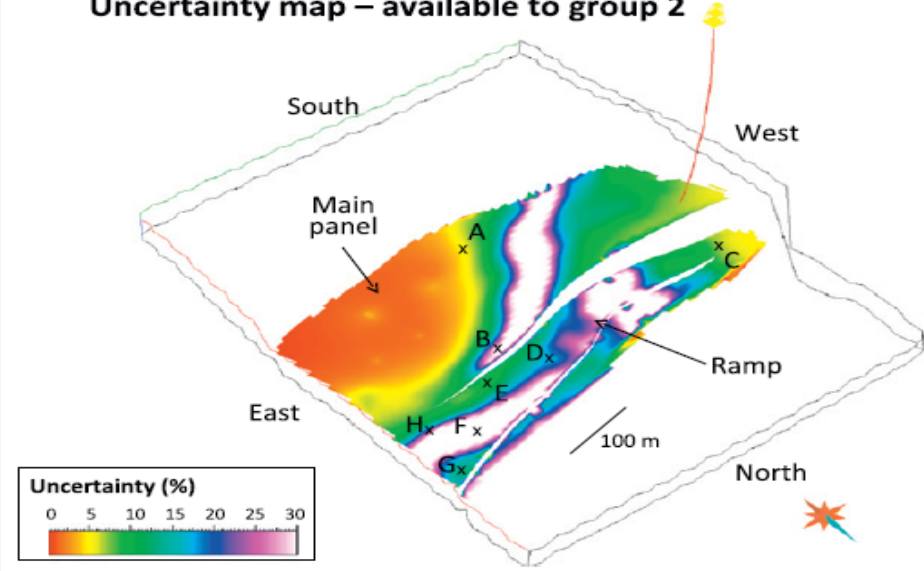 Uncertainty map – available to group 2
South
West
Main
panel
A
C
B
D
Ramp
E
East
H
F
100 m
G
North
Uncertainty (%)
0 5 10 15 20 25 30